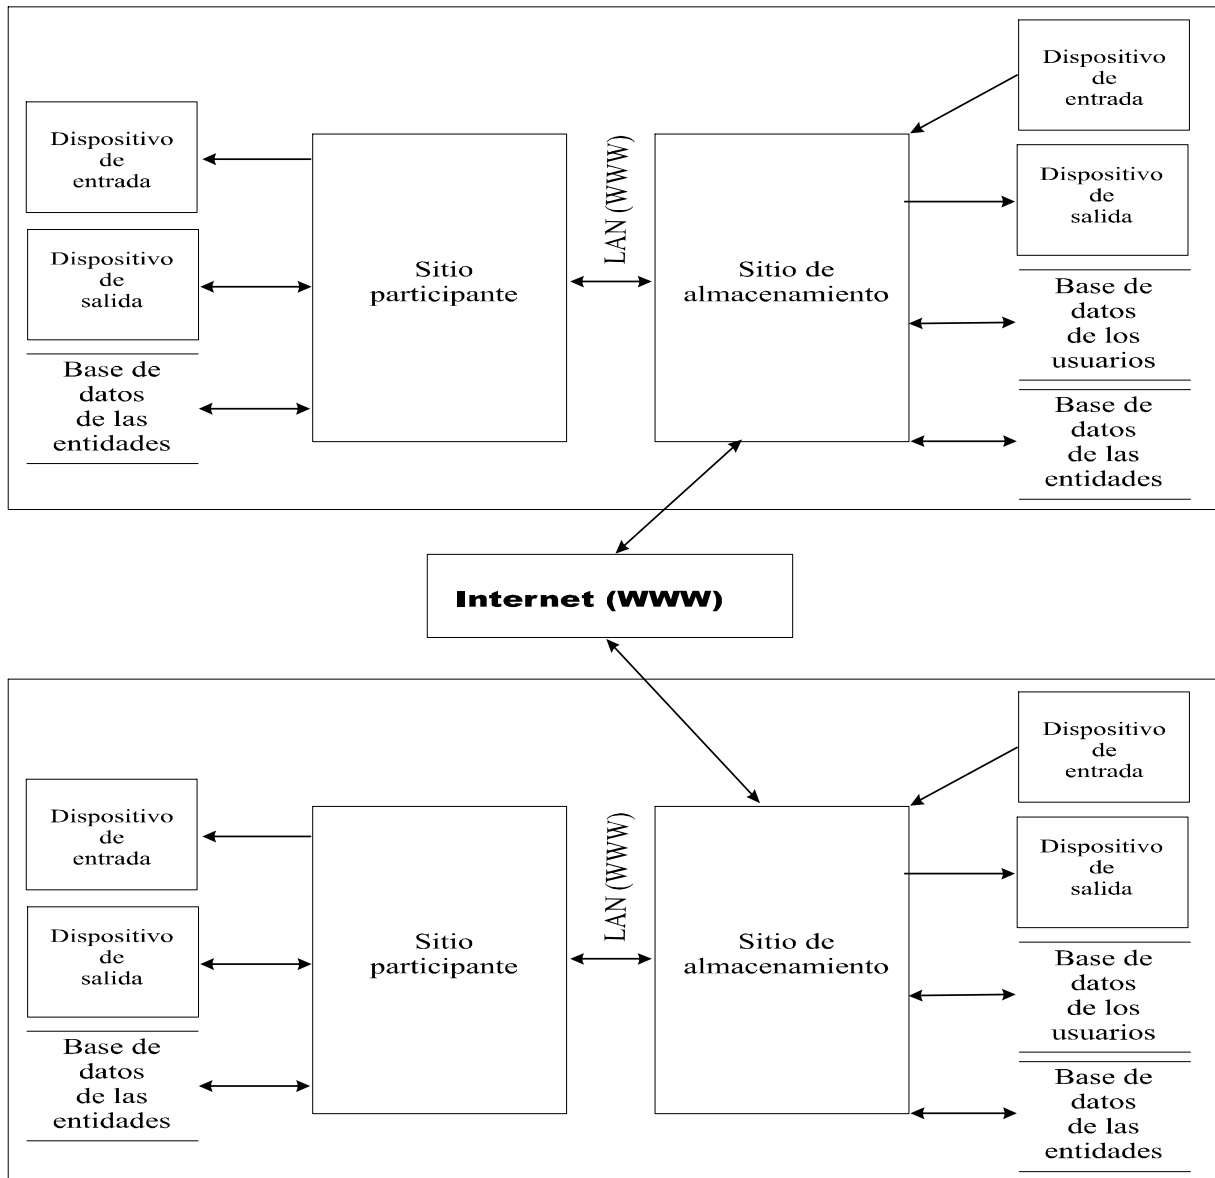 Dispositivo
de
entrada
Dispositivo
de
salida
Base de
datos
de las
entidades
Sitio
participante
LAN (WWW)
Sitio de
almacenamiento
Dispositivo
de
entrada
Dispositivo
de
salida
Base de
datos
de los
usuarios
Base de
datos
de las
entidades
Internet (WWW)
Dispositivo
de
entrada
Dispositivo
de
salida
Base de
datos
de las
entidades
Sitio
participante
LAN (WWW)
Sitio de
almacenamiento
Dispositivo
de
entrada
Dispositivo
de
salida
Base de
datos
de los
usuarios
Base de
datos
de las
entidades